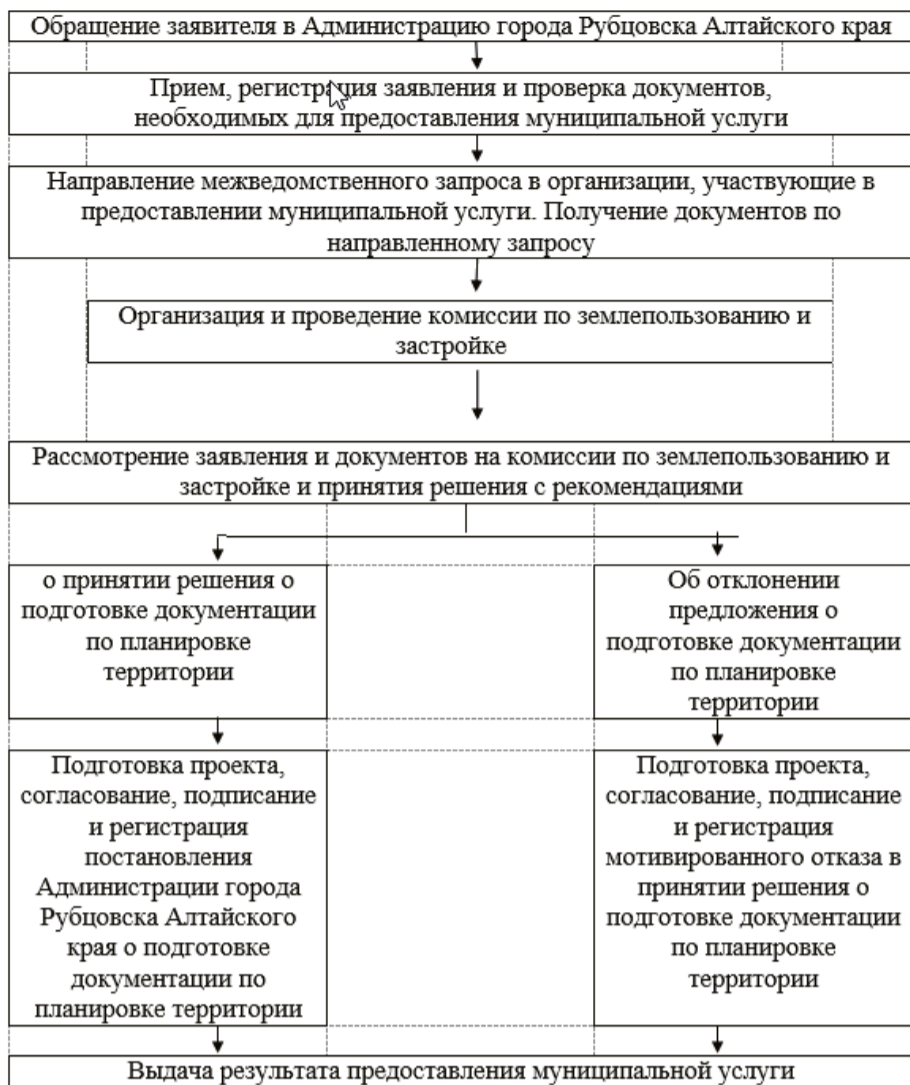 Обращение заявителя в Администрацию города Рубцовска Алтайского края
Прием, регистрация заявления и проверка документов,
необходимых для предоставления муниципальной услуги
Направление межведомственного запроса в организации, участвующие в
предоставлении муниципальной услуги. Получение документов по
направленному запросу
Организация и проведение комиссии по землепользованию и
застройке
Рассмотрение заявления и документов на комиссии по землепользованию и
застройке и принятия решения с рекомендациями
о принятии решения о
подготовке документации
по планировке
территории
Об отклонении
предложения о
подготовке документации
по планировке
территории
Подготовка проекта,
согласование, подписание
и регистрация
постановления
Администрации города
Рубцовска Алтайского
края о подготовке
документации по
планировке территории
Подготовка проекта,
согласование, подписание
и регистрация
мотивированного отказа в
принятии решения о
подготовке документации
по планировке
территории
Выдача результата предоставления муниципальной услуги